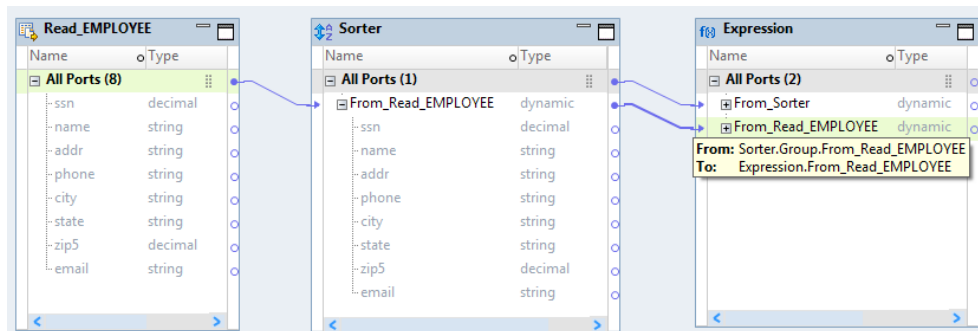 Read_EMPLOYEE
Name Type
All Ports (8)
ssn decimal
name string
addr string
phone string
city string
state string
zip5 decimal
email string
Sorter
Name Type
All Ports (1)
From_Read_EMPLOYEE dynamic
ssn decimal
name string
addr string
phone string
city string
state string
zip5 decimal
email string
f(x) Expression
Name Type
All Ports (2)
From_Sorter dynamic
From_Read_EMPLOYEE dynamic
From: Sorter.Group.From_Read_EMPLOYEE
To: Expression.From_Read_EMPLOYEE